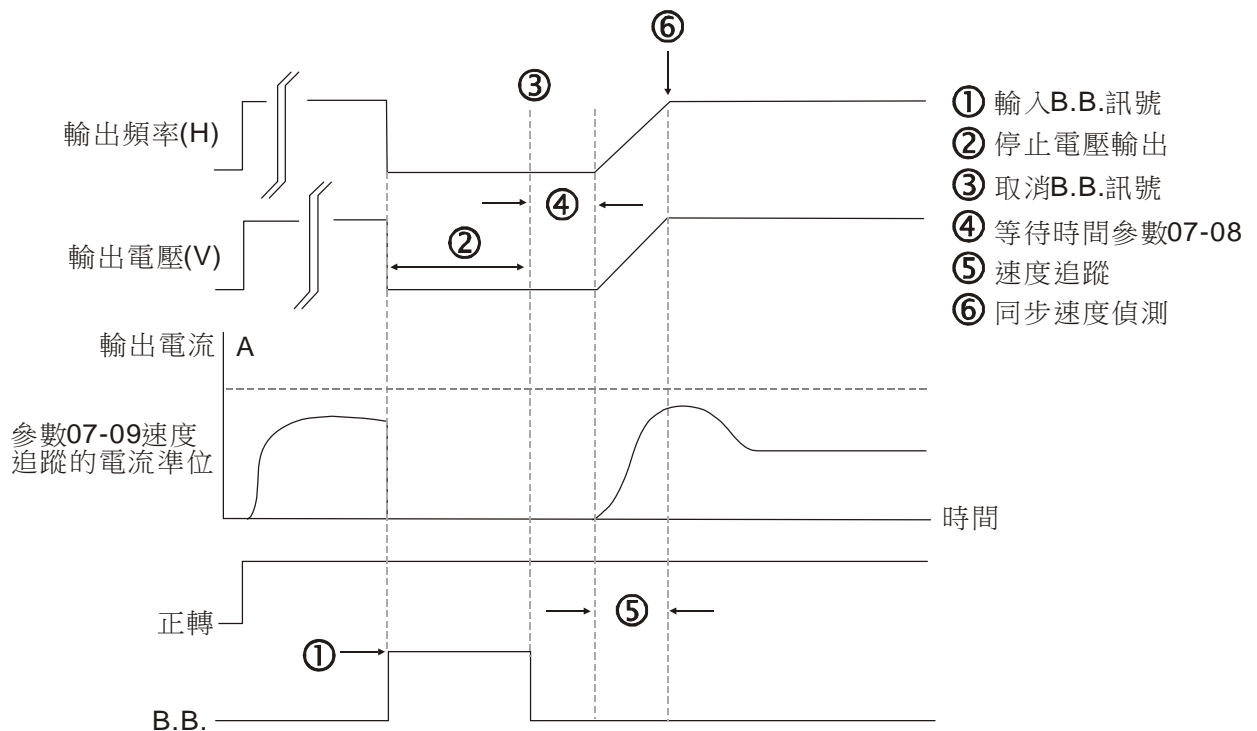 ⑥
③
輸出頻率(H)
④
②
輸出電壓(V)
輸出電流 A
參數07-09速度
追蹤的電流準位
時間
正轉
⑤
①
B.B.
① 輸入B.B.訊號
② 停止電壓輸出
③ 取消B.B.訊號
④ 等待時間參數07-08
⑤ 速度追蹤
⑥ 同步速度偵測